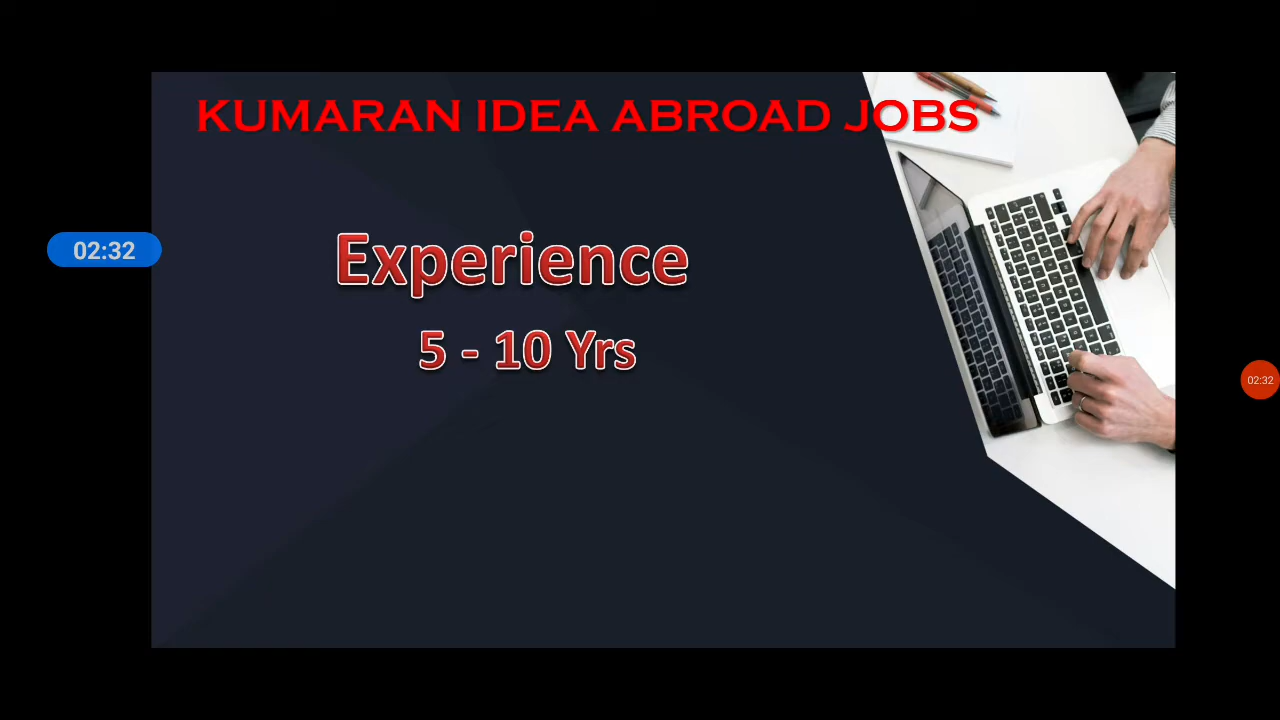 KUMARAN IDEA ABROAD JOBS
Experience
02:32
5 - 10 Yrs
02:32